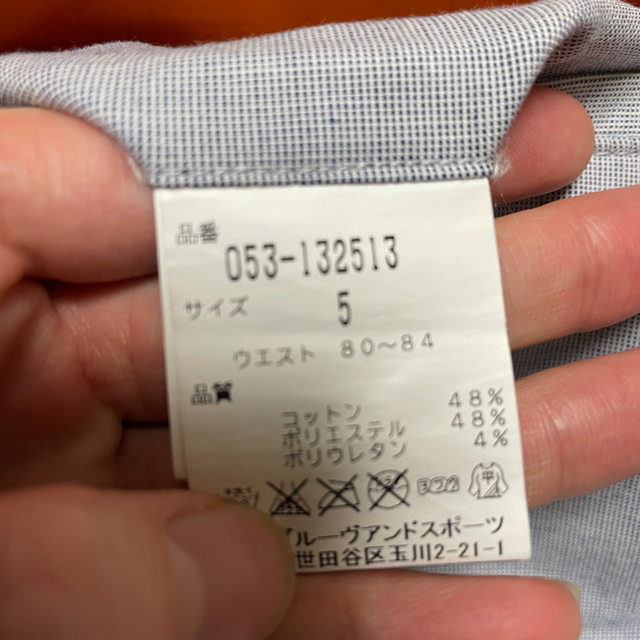 品番
053-132513
サイズ 5
ウエスト 80～84
品質
コットン 48%
ポリエステル 48%
ポリウレタン 4%
平
ブルーヴアンドスポーツ
世田谷区玉川2-21-1